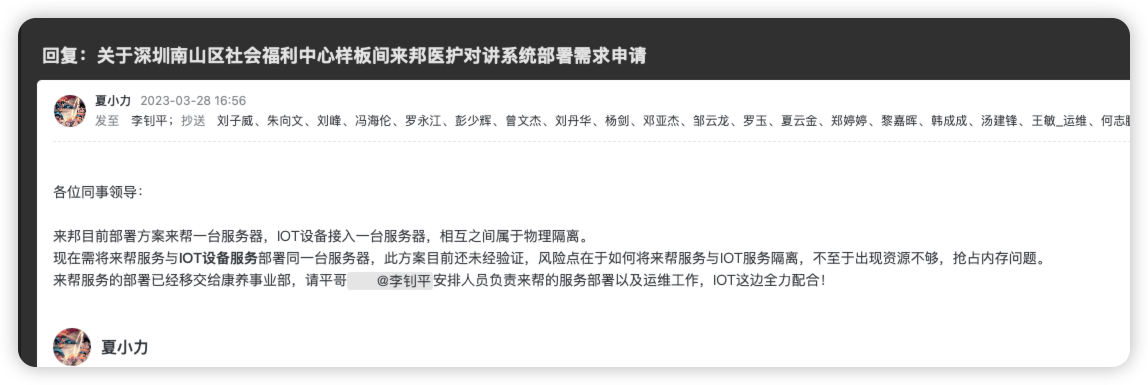 回复：关于深圳南山区社会福利中心样板间来邦医护对讲系统部署需求申请
夏小力 2023-03-28 16:56
发至 李钊平；抄送 刘子威、朱向文、刘峰、冯海伦、罗永江、彭少辉、曾文杰、刘丹华、杨剑、邓亚杰、邹云龙、罗玉、夏云金、郑婷婷、黎嘉晖、韩成成、汤建锋、王敏_运维、何志鹏
各位同事领导：
来邦目前部署方案来帮一台服务器，IOT设备接入一台服务器，相互之间属于物理隔离。
现在需将来帮服务与IOT设备服务部署同一台服务器，此方案目前还未经验证，风险点在于如何将来帮服务与IOT服务隔离，不至于出现资源不够，抢占内存问题。
来帮服务的部署已经移交给康养事业部，请平哥 @李钊平 安排人员负责来帮的服务部署以及运维工作，IOT这边全力配合！
夏小力